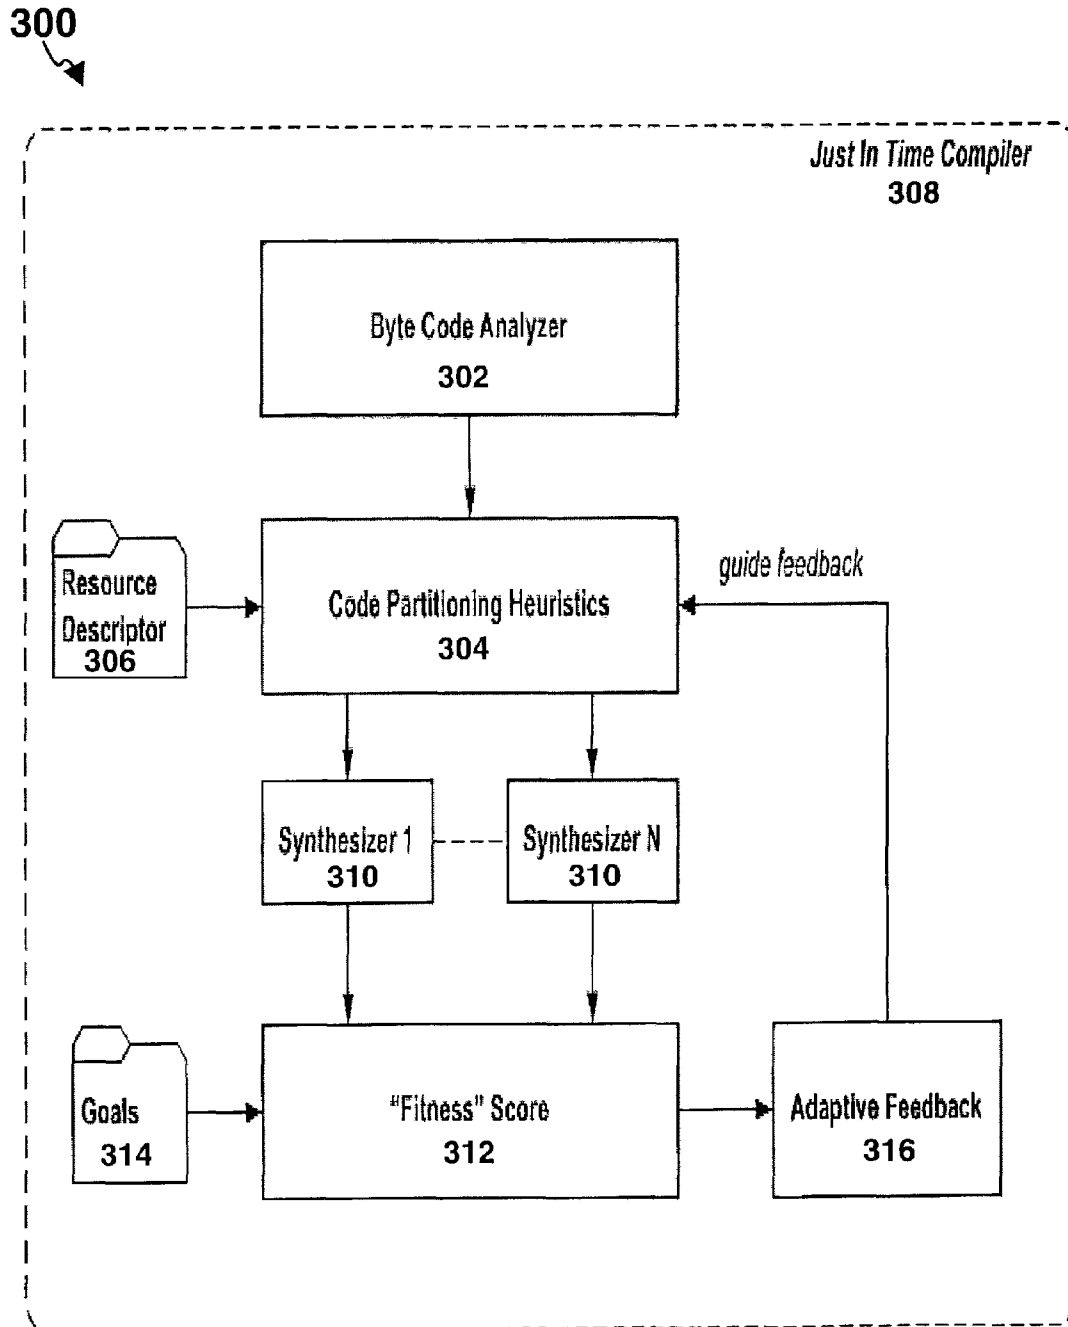 300
Just In Time Compiler
308
Byte Code Analyzer
302
Resource
Descriptor
306
Code Partitioning Heuristics
304
guide feedback
Synthesizer 1
310
Synthesizer N
310
Goals
314
"Fitness" Score
312
Adaptive Feedback
316